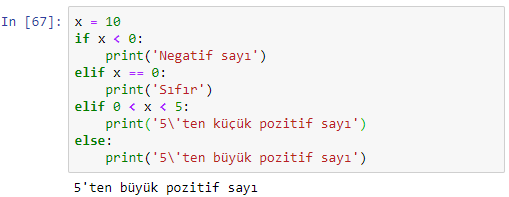 In [67]: x = 10
if x < 0:
    print('Negatif sayı')
elif x == 0:
    print('Sıfır')
elif 0 < x < 5:
    print('5\'ten küçük pozitif sayı')
else:
    print('5\'ten büyük pozitif sayı')
5'ten büyük pozitif sayı